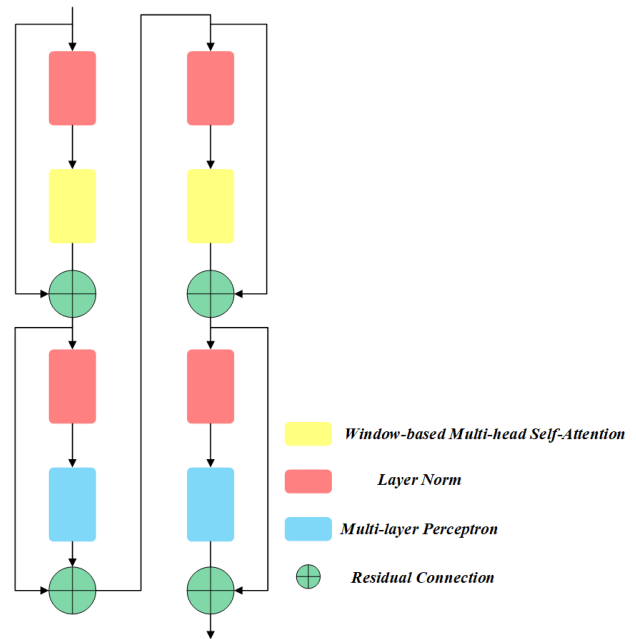 Window-based Multi-head Self-Attention
Layer Norm
Multi-layer Perceptron
Residual Connection